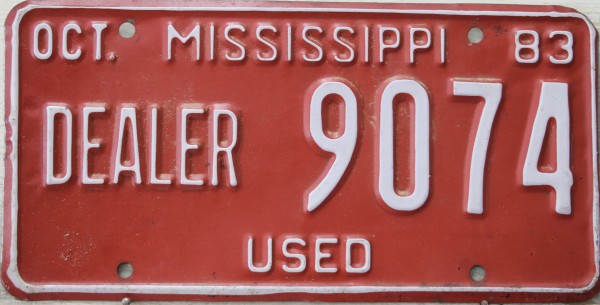 OCT. MISSISSIPPI 83
DEALER 9074
USED